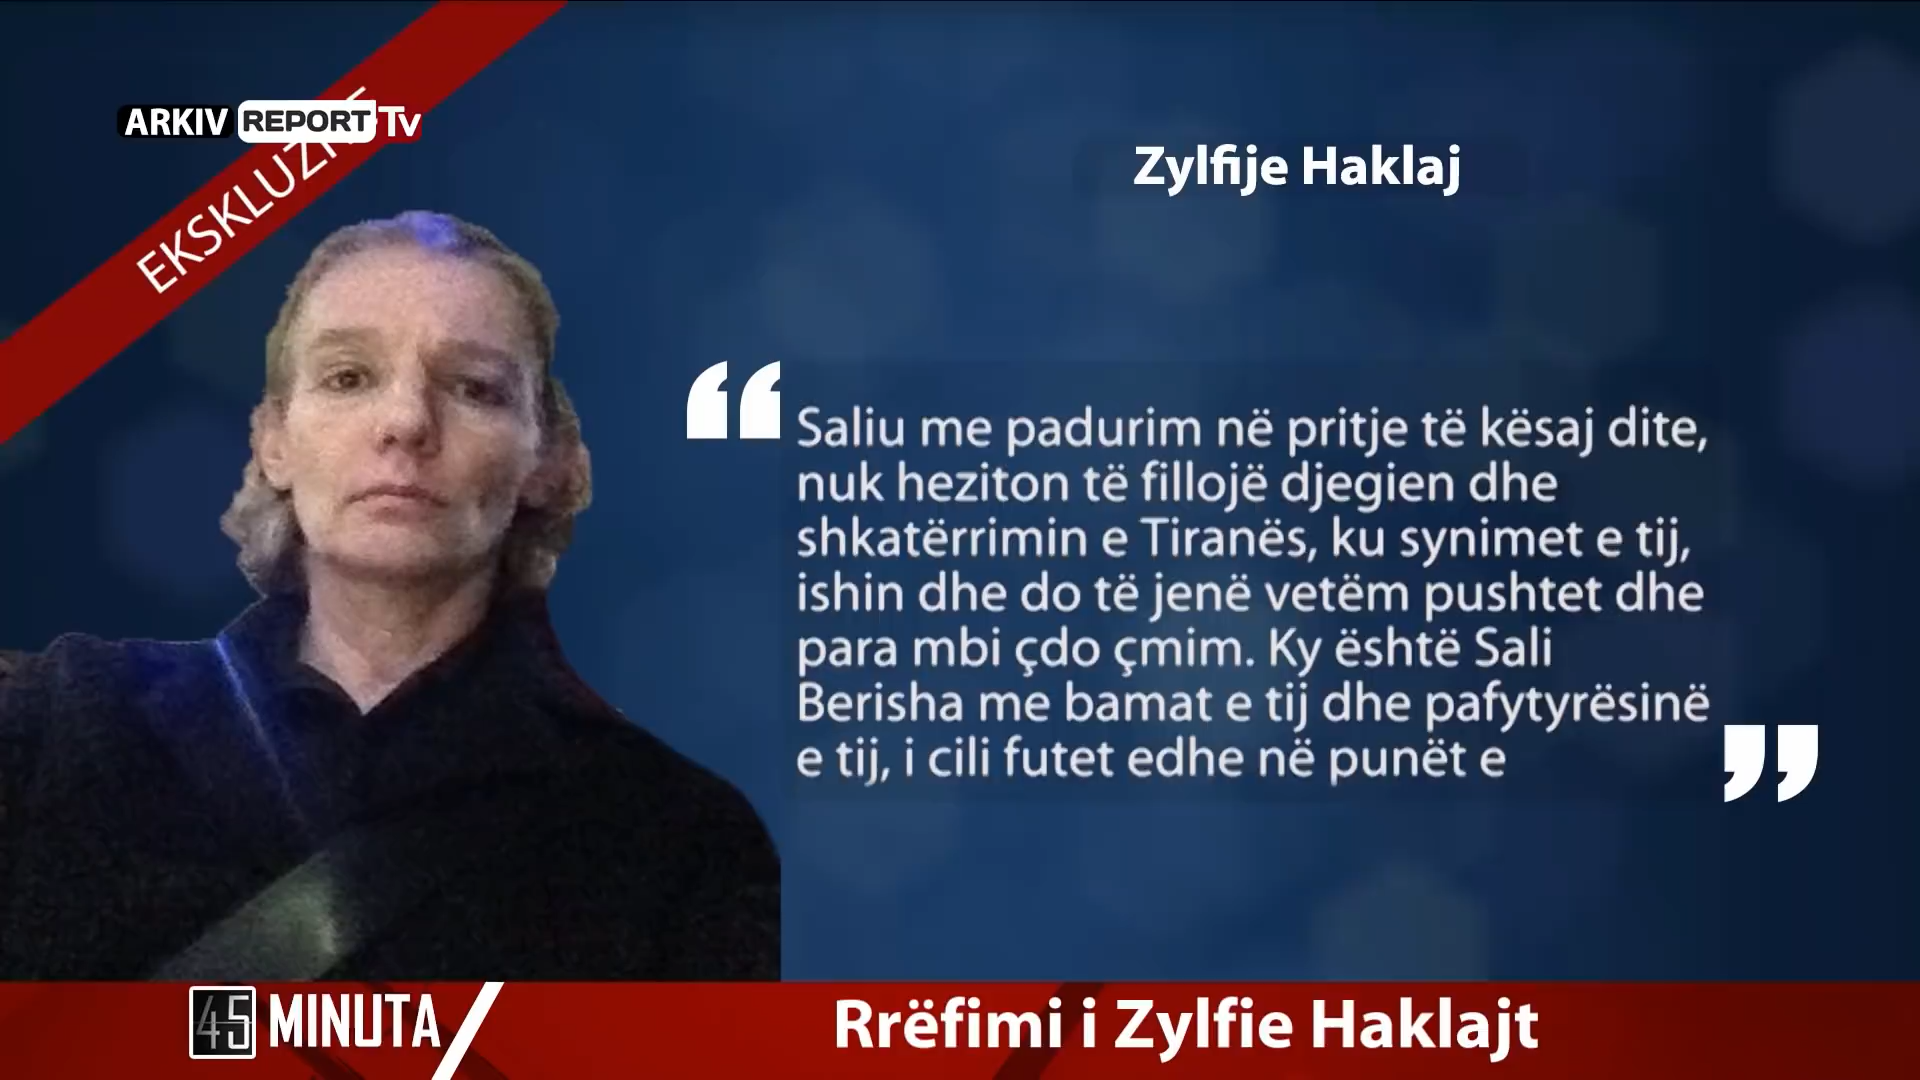 ARKIV REPORT Tv
Zylfije Haklaj
“
Saliu me padurim në pritje të kësaj dite,
nuk heziton të fillojë djegien dhe
shkatërrimin e Tiranës, ku synimet e tij,
ishin dhe do të jenë vetëm pushtet dhe
para mbi çdo çmim. Ky është Sali
Berisha me bamat e tij dhe pafytyrësinë
e tij, i cili futet edhe në punët e
”
45 MINUTA
Rrëfimi i Zylfie Haklajt